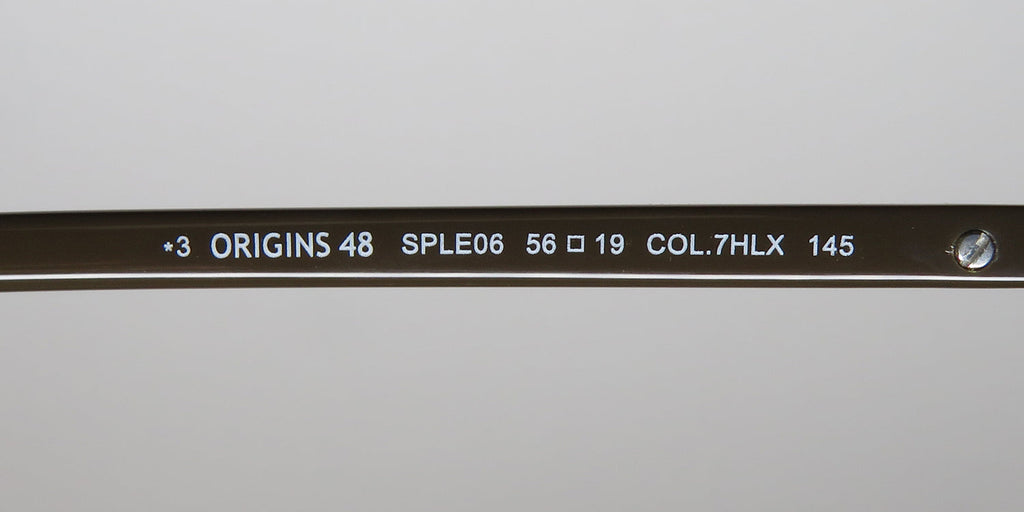 *3 ORIGINS 48 SPLE06 56□19 COL.7HLX 145